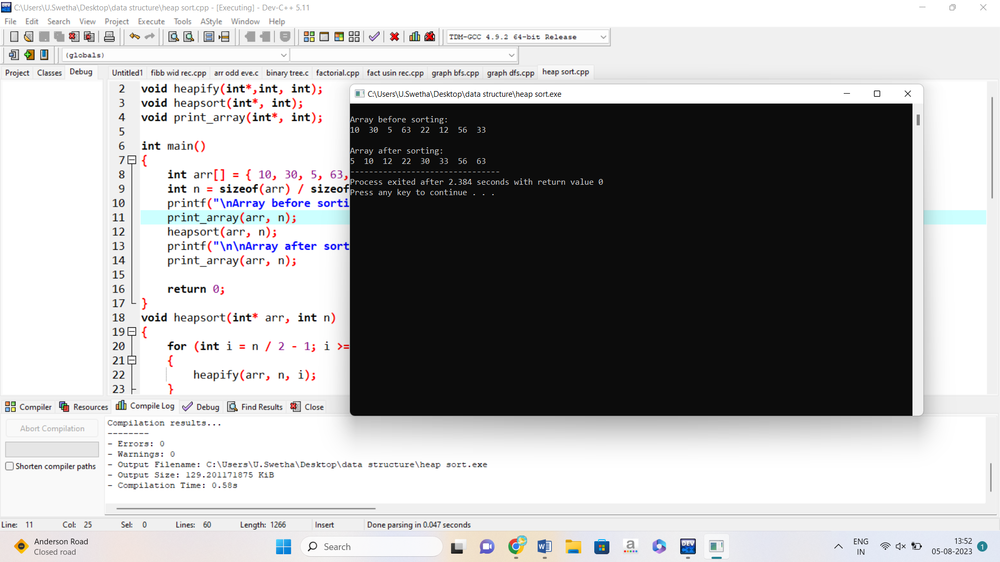 C:\Users\U.Swetha\Desktop\data structure\heap sort.cpp - [Executing] - Dev-C++ 5.11
File Edit Search View Project Execute Tools AStyle Window Help
TDM-GCC 4.9.2 64-bit Release
(globals)
Project Classes Debug
Untitled1 fibb wid rec.cpp arr odd eve.c binary tree.c factorial.cpp fact usin rec.cpp graph bfs.cpp graph dfs.cpp heap sort.cpp
2 void heapify(int*,int, int);
3 void heapsort(int*, int);
4 void print_array(int*, int);
5
6 int main()
7 {
8 int arr[] = { 10, 30, 5, 63,
9 int n = sizeof(arr) / sizeof
10 printf("\nArray before sorti
11 print_array(arr, n);
12 heapsort(arr, n);
13 printf("\n\nArray after sort
14 print_array(arr, n);
15
16 return 0;
17 }
18 void heapsort(int* arr, int n)
19 {
20 for (int i = n / 2 - 1; i >=
21 {
22 heapify(arr, n, i);
23 }
C:\Users\U.Swetha\Desktop\data structure\heap sort.exe
Array before sorting:
10 30 5 63 22 12 56 33
Array after sorting:
5 10 12 22 30 33 56 63
--------------------------------
Process exited after 2.384 seconds with return value 0
Press any key to continue . . .
Compiler Resources Compile Log Debug Find Results Close
Abort Compilation
Shorten compiler paths
Compilation results...
--------
- Errors: 0
- Warnings: 0
- Output Filename: C:\Users\U.Swetha\Desktop\data structure\heap sort.exe
- Output Size: 129.201171875 KiB
- Compilation Time: 0.58s
Line: 11 Col: 25 Sel: 0 Lines: 60 Length: 1266 Insert Done parsing in 0.047 seconds
Anderson Road
Closed road
Search
DEV
ENG
IN
13:52
05-08-2023
1